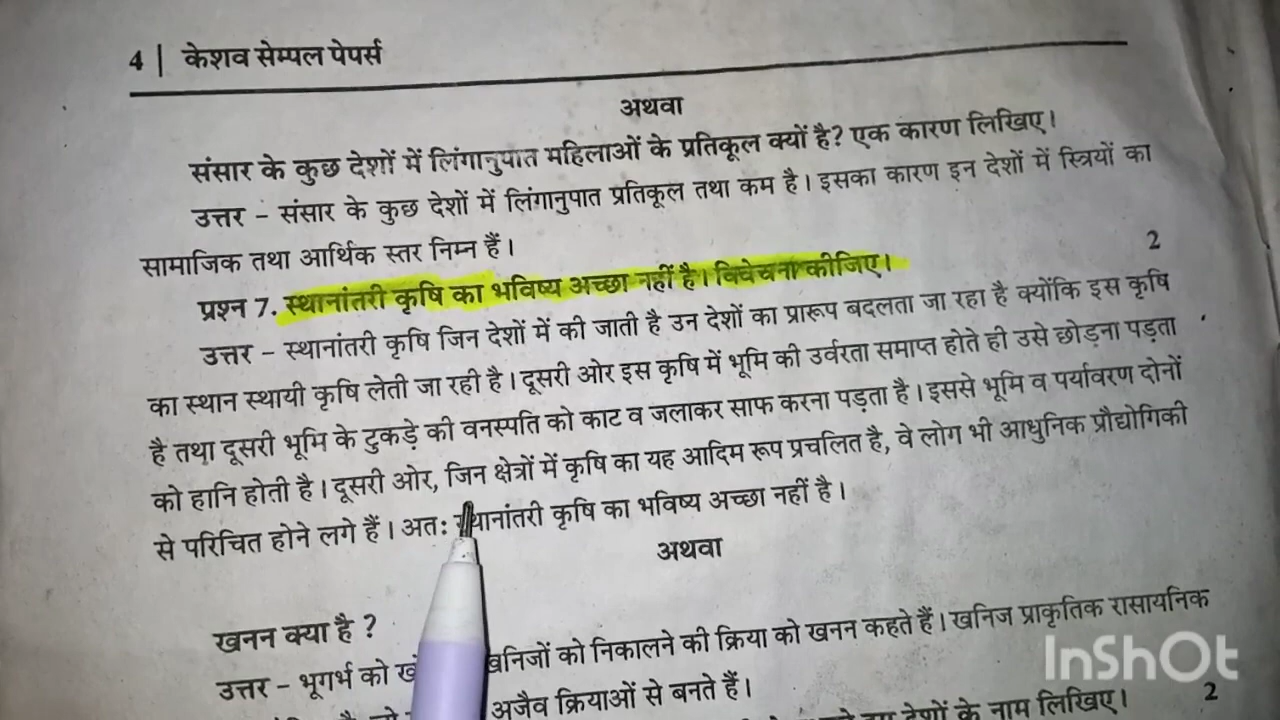 4 | केशव सेम्पल पेपर्स
अथवा
संसार के कुछ देशों में लिंगानुपात महिलाओं के प्रतिकूल क्यों है? एक कारण लिखिए।
उत्तर – संसार के कुछ देशों में लिंगानुपात प्रतिकूल तथा कम है। इसका कारण इन देशों में स्त्रियों का
सामाजिक तथा आर्थिक स्तर निम्न हैं।
प्रश्न 7. स्थानांतरी कृषि का भविष्य अच्छा नहीं है। विवेचना कीजिए। 2
उत्तर – स्थानांतरी कृषि जिन देशों में की जाती है उन देशों का प्रारूप बदलता जा रहा है क्योंकि इस कृषि
का स्थान स्थायी कृषि लेती जा रही है। दूसरी ओर इस कृषि में भूमि की उर्वरता समाप्त होते ही उसे छोड़ना पड़ता
है तथा दूसरी भूमि के टुकड़े की वनस्पति को काट व जलाकर साफ करना पड़ता है। इससे भूमि व पर्यावरण दोनों
को हानि होती है। दूसरी ओर, जिन क्षेत्रों में कृषि का यह आदिम रूप प्रचलित है, वे लोग भी आधुनिक प्रौद्योगिकी
से परिचित होने लगे हैं। अतः स्थानांतरी कृषि का भविष्य अच्छा नहीं है।
अथवा
खनन क्या है ?
उत्तर – भूगर्भ को खनिजों को निकालने की क्रिया को खनन कहते हैं। खनिज प्राकृतिक रासायनिक
अजैव क्रियाओं से बनते हैं।
देशों के नाम लिखिए। 2
InShOt